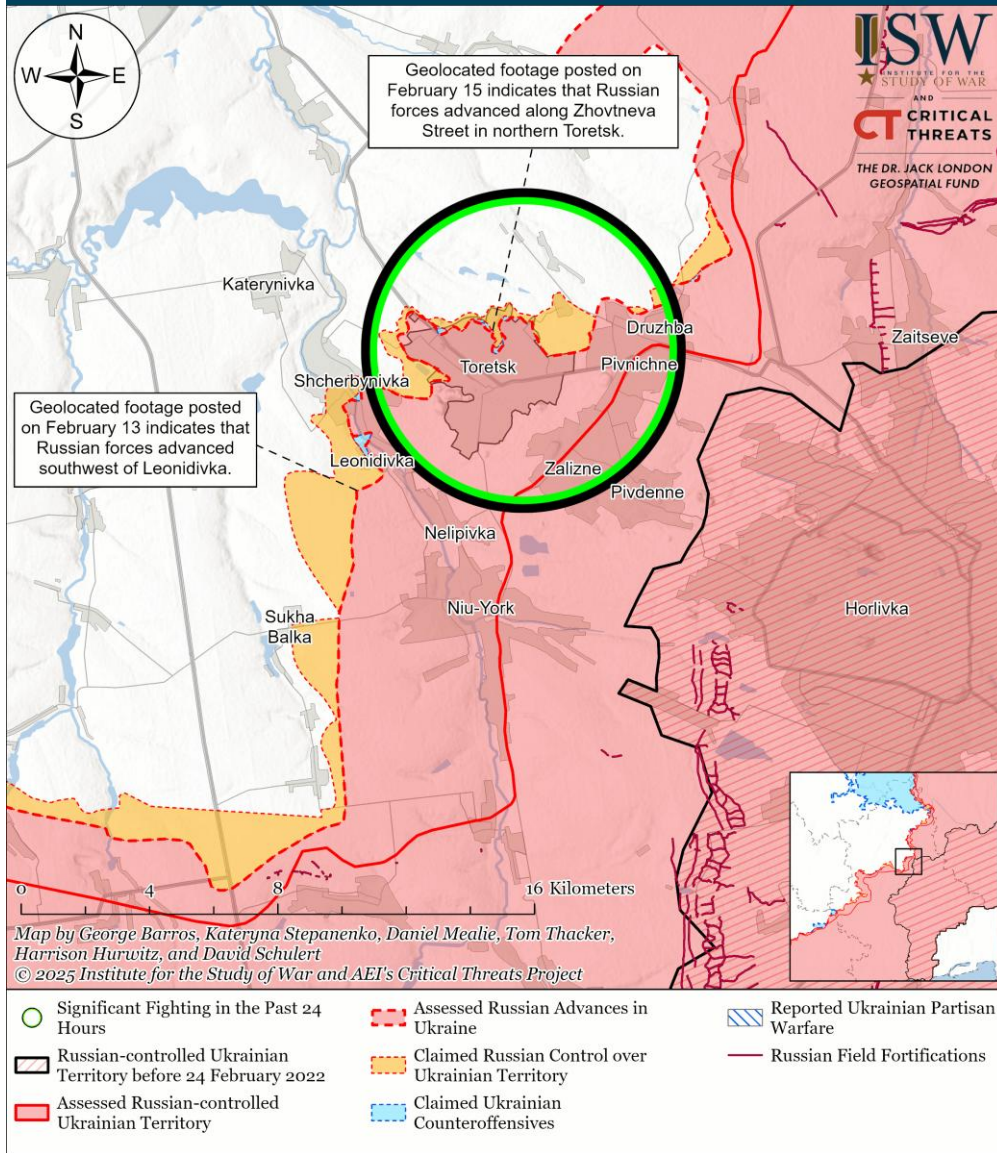 N
W E
S
ISW
INSTITUTE FOR THE
STUDY OF WAR
AND
CT CRITICAL
THREATS
THE DR. JACK LONDON
GEOSPATIAL FUND
Geolocated footage posted on
February 15 indicates that Russian
forces advanced along Zhovtneva
Street in northern Toretsk.
Katerynivka
Druzhba
Zaitseve
Toretsk
Pivnichne
Shcherbynivka
Geolocated footage posted
on February 13 indicates that
Russian forces advanced
southwest of Leonidivka.
Leonidivka
Zalizne
Pivdenne
Nelipivka
Niu-York
Horlivka
Sukha
Balka
0 4 8 16 Kilometers
Map by George Barros, Kateryna Stepanenko, Daniel Mealie, Tom Thacker,
Harrison Hurwitz, and David Schulert
© 2025 Institute for the Study of War and AEI's Critical Threats Project
Significant Fighting in the Past 24
Hours
Russian-controlled Ukrainian
Territory before 24 February 2022
Assessed Russian-controlled
Ukrainian Territory
Assessed Russian Advances in
Ukraine
Claimed Russian Control over
Ukrainian Territory
Claimed Ukrainian
Counteroffensives
Reported Ukrainian Partisan
Warfare
Russian Field Fortifications